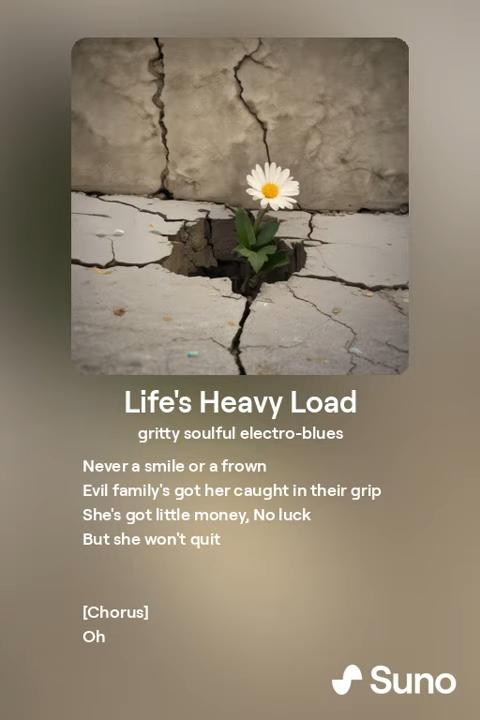 Life's Heavy Load
gritty soulful electro-blues
Never a smile or a frown
Evil family's got her caught in their grip
She's got little money, No luck
But she won't quit
[Chorus]
Oh
Suno